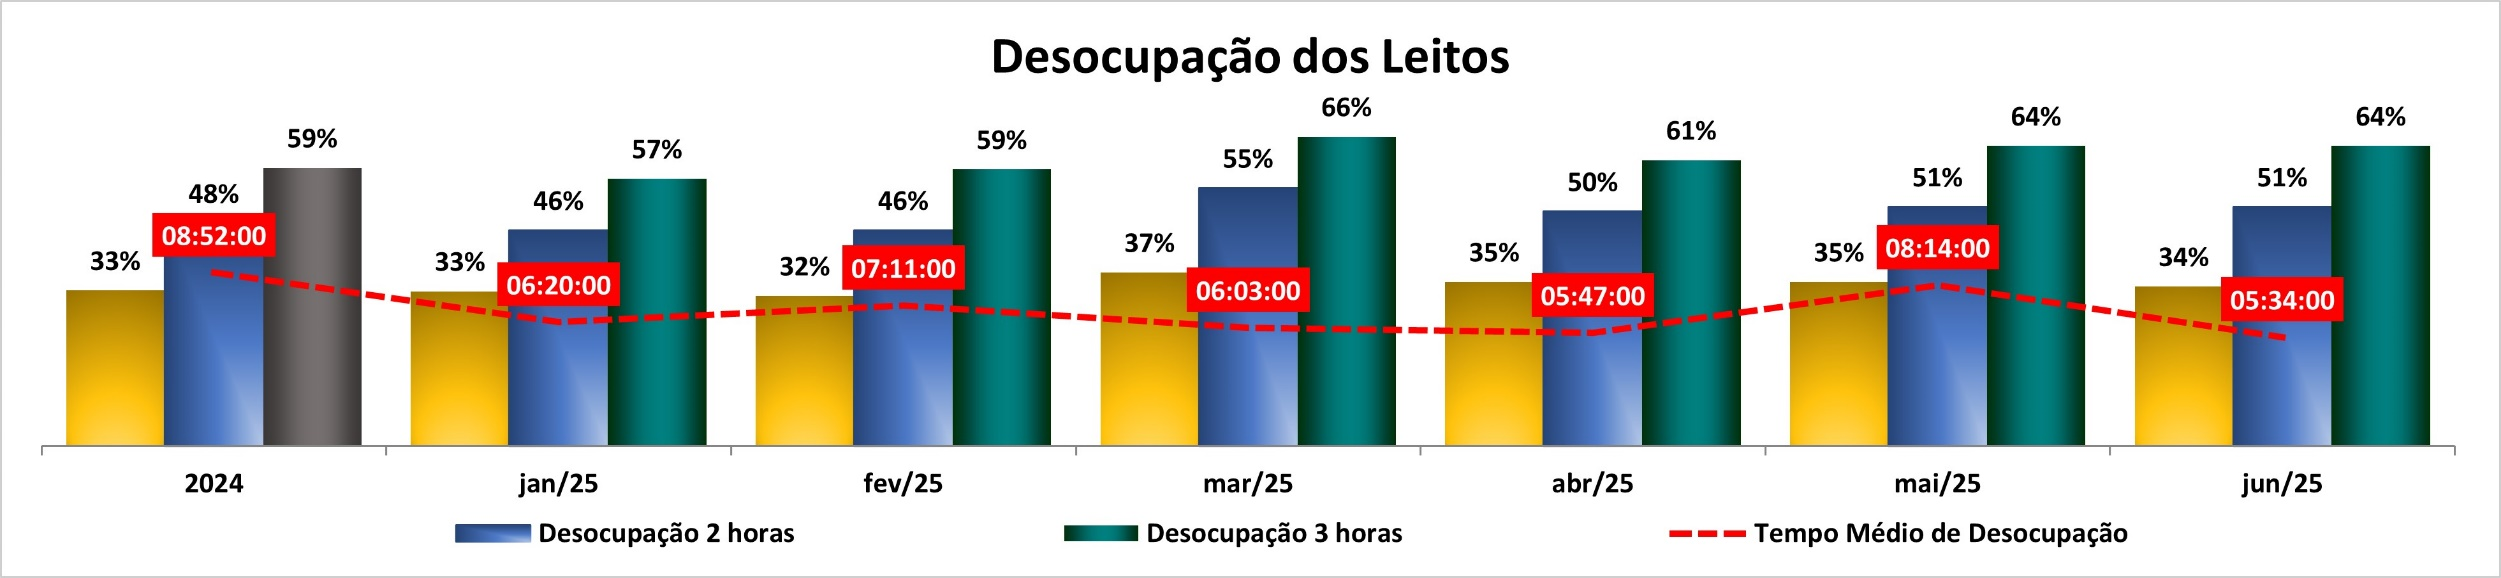 Desocupação dos Leitos
33% 48% 59%
08:52:00
33% 46% 57%
06:20:00
32% 46% 59%
07:11:00
37% 55% 66%
06:03:00
35% 50% 61%
05:47:00
35% 51% 64%
08:14:00
34% 51% 64%
05:34:00
2024 jan/25 fev/25 mar/25 abr/25 mai/25 jun/25
Desocupação 2 horas Desocupação 3 horas Tempo Médio de Desocupação